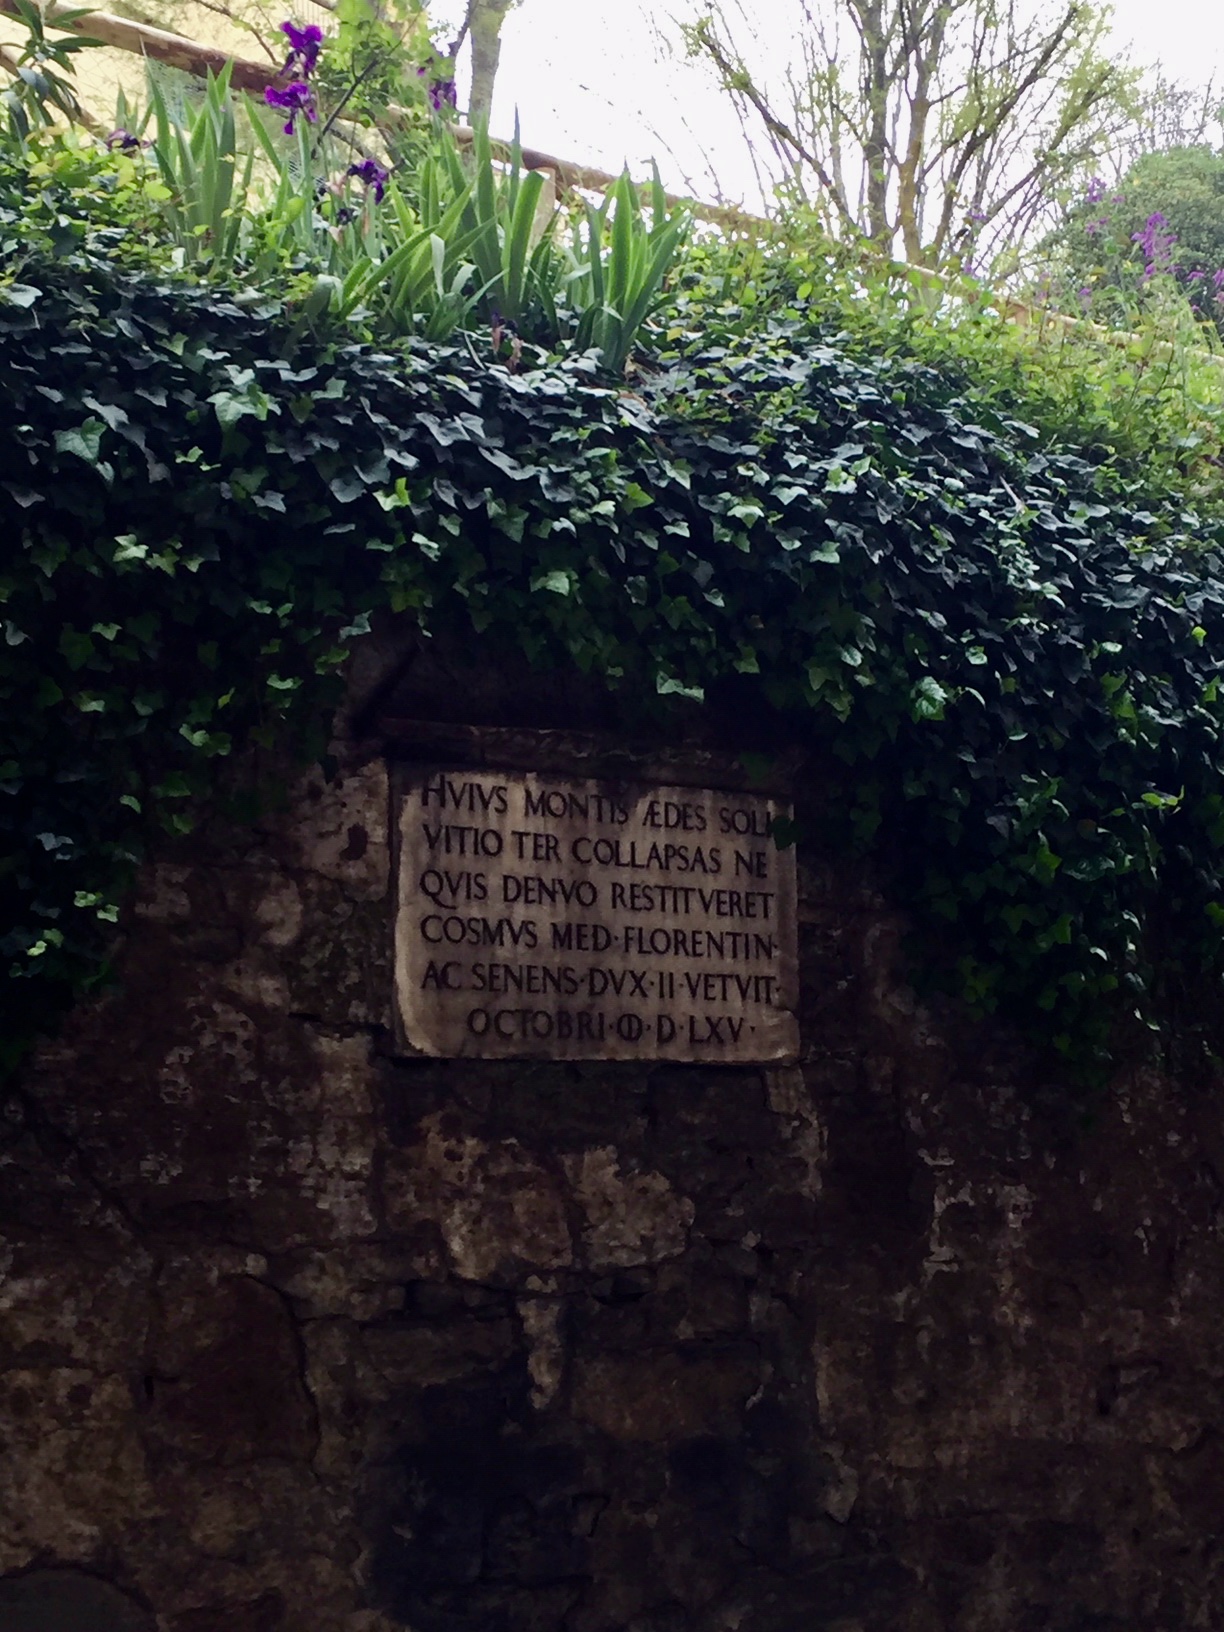 HVIVS MONTIS ÆDES SOLI
VITIO TER COLLAPSAS NE
QVIS DENVO RESTITVERET
COSMVS MED·FLORENTIN·
AC SENENS·DVX·II·VETVIT·
OCTOBRI·ↀ·D·LXV·